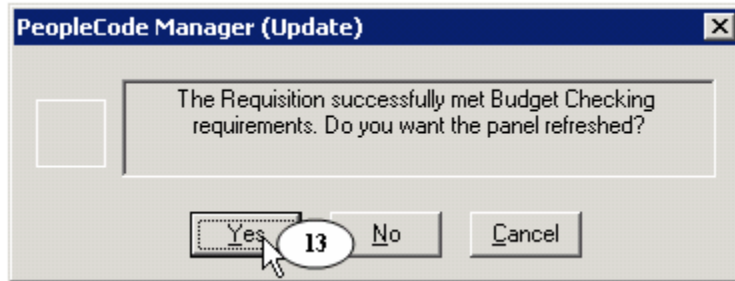 PeopleCode Manager (Update)
The Requisition successfully met Budget Checking
requirements. Do you want the panel refreshed?
Yes 13 No Cancel